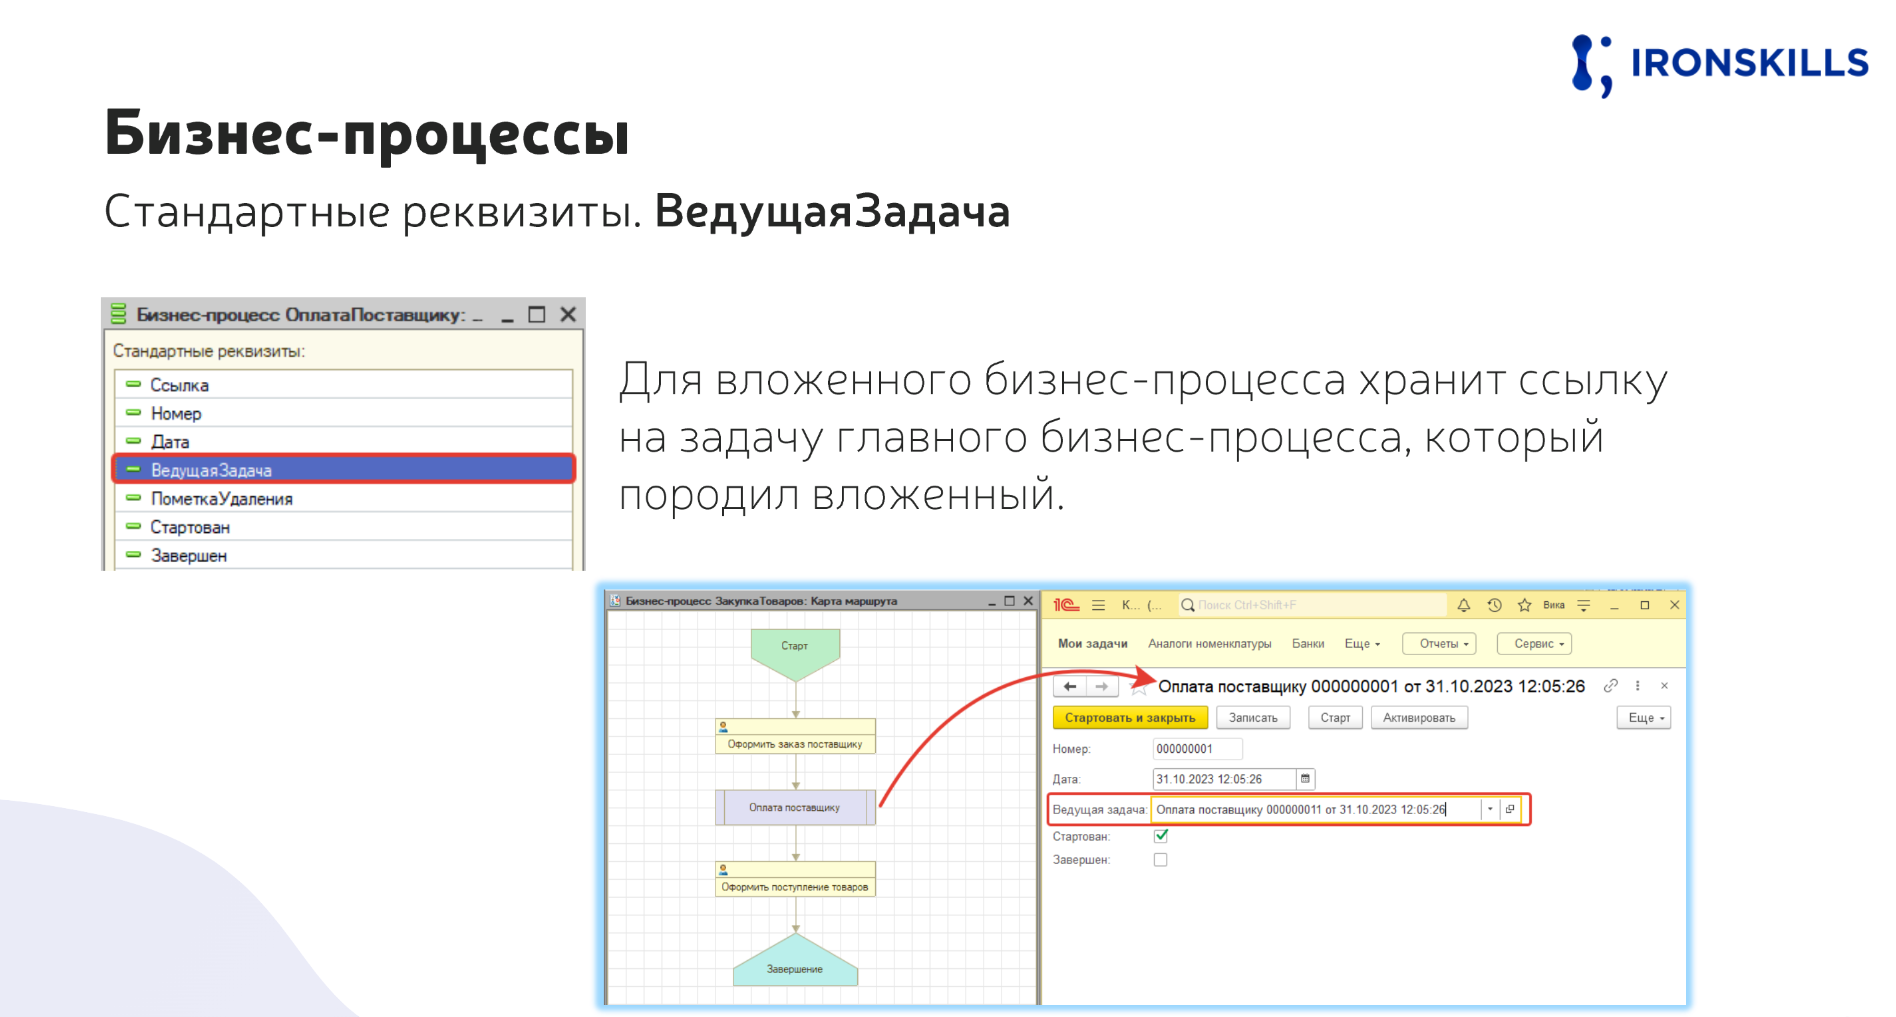 IRONSKILLS
Бизнес-процессы
Стандартные реквизиты. ВедущаяЗадача
Бизнес-процесс ОплатаПоставщику: ...
Стандартные реквизиты:
Ссылка
Номер
Дата
ВедущаяЗадача
ПометкаУдаления
Стартован
Завершен
Для вложенного бизнес-процесса хранит ссылку
на задачу главного бизнес-процесса, который
породил вложенный.
Бизнес-процесс ЗакупкаТоваров: Карта маршрута
Старт
Оформить заказ поставщику
Оплата поставщику
Оформить поступление товаров
Завершение
1С К... (... Поиск Ctrl+Shift+F Вика
Мои задачи Аналоги номенклатуры Банки Еще Отчеты Сервис
Оплата поставщику 000000001 от 31.10.2023 12:05:26
Стартовать и закрыть Записать Старт Активировать Еще
Номер: 000000001
Дата: 31.10.2023 12:05:26
Ведущая задача: Оплата поставщику 000000011 от 31.10.2023 12:05:26
Стартован:
Завершен: